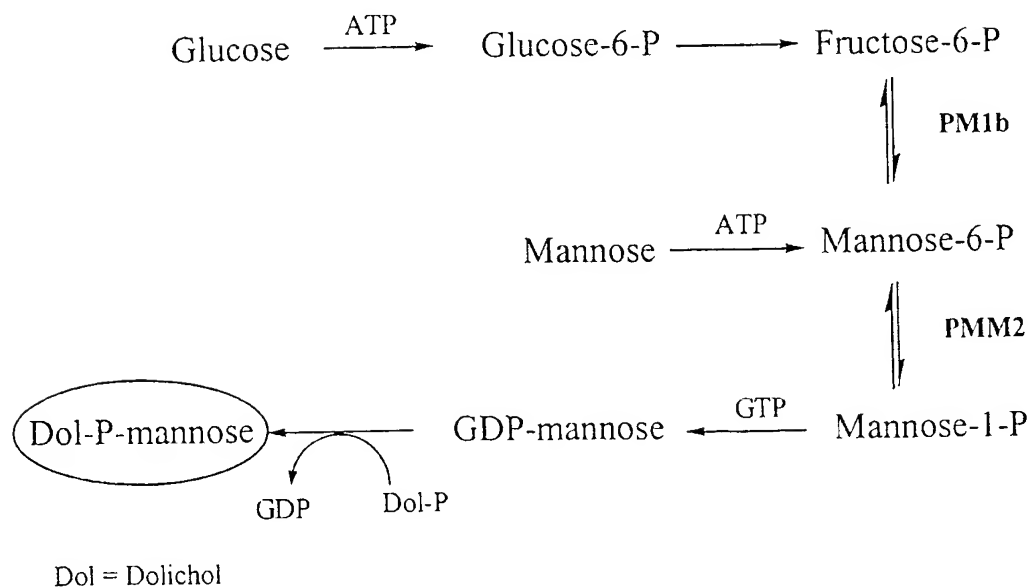 ATP
Glucose Glucose-6-P Fructose-6-P
PM1b
ATP
Mannose Mannose-6-P
PMM2
GTP
Dol-P-mannose GDP-mannose Mannose-1-P
GDP Dol-P
Dol = Dolichol